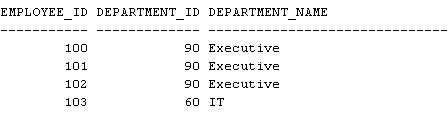 EMPLOYEE_ID DEPARTMENT_ID DEPARTMENT_NAME
----------- ------------- ------------------------------
100 90 Executive
101 90 Executive
102 90 Executive
103 60 IT